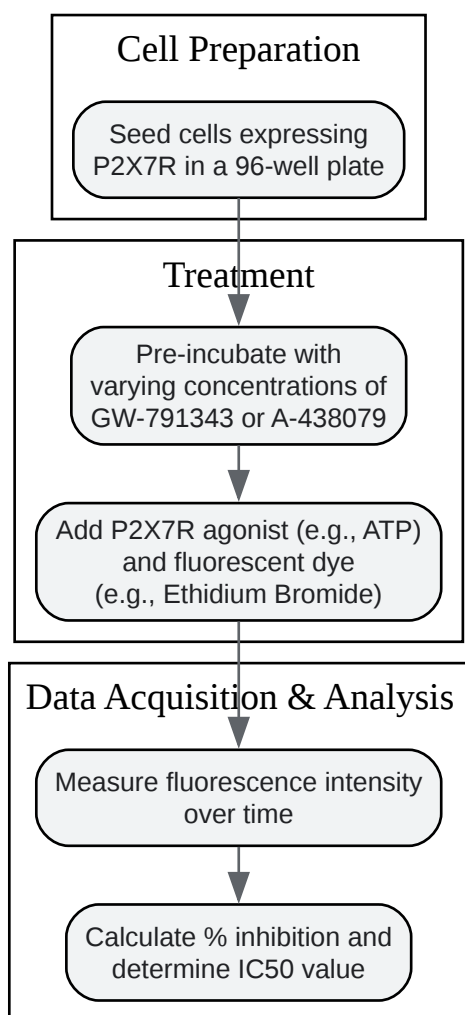 Cell Preparation
Seed cells expressing
P2X7R in a 96-well plate
Treatment
Pre-incubate with
varying concentrations of
GW-791343 or A-438079
Add P2X7R agonist (e.g., ATP)
and fluorescent dye
(e.g., Ethidium Bromide)
Data Acquisition & Analysis
Measure fluorescence intensity
over time
Calculate % inhibition and
determine IC50 value